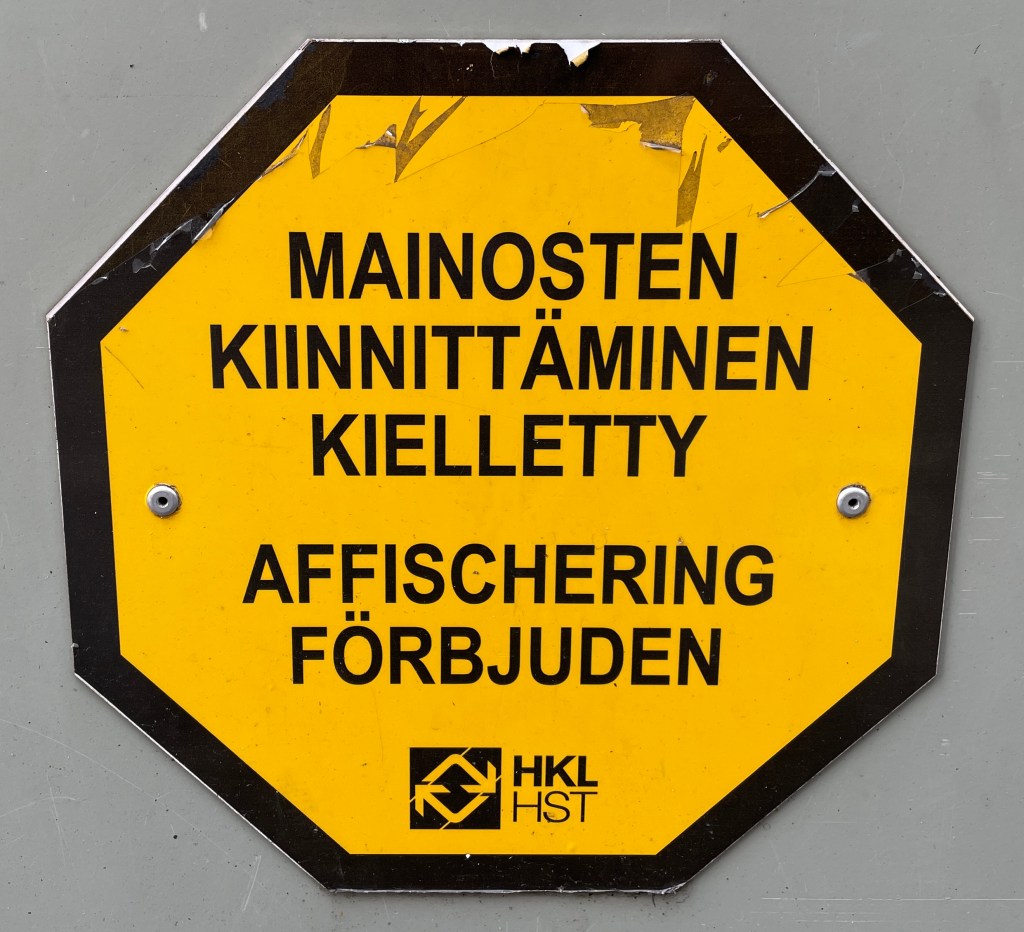 MAINOSTEN
KIINNITTÄMINEN
KIELLETTY
AFFISCHERING
FÖRBJUDEN
HKL
HST